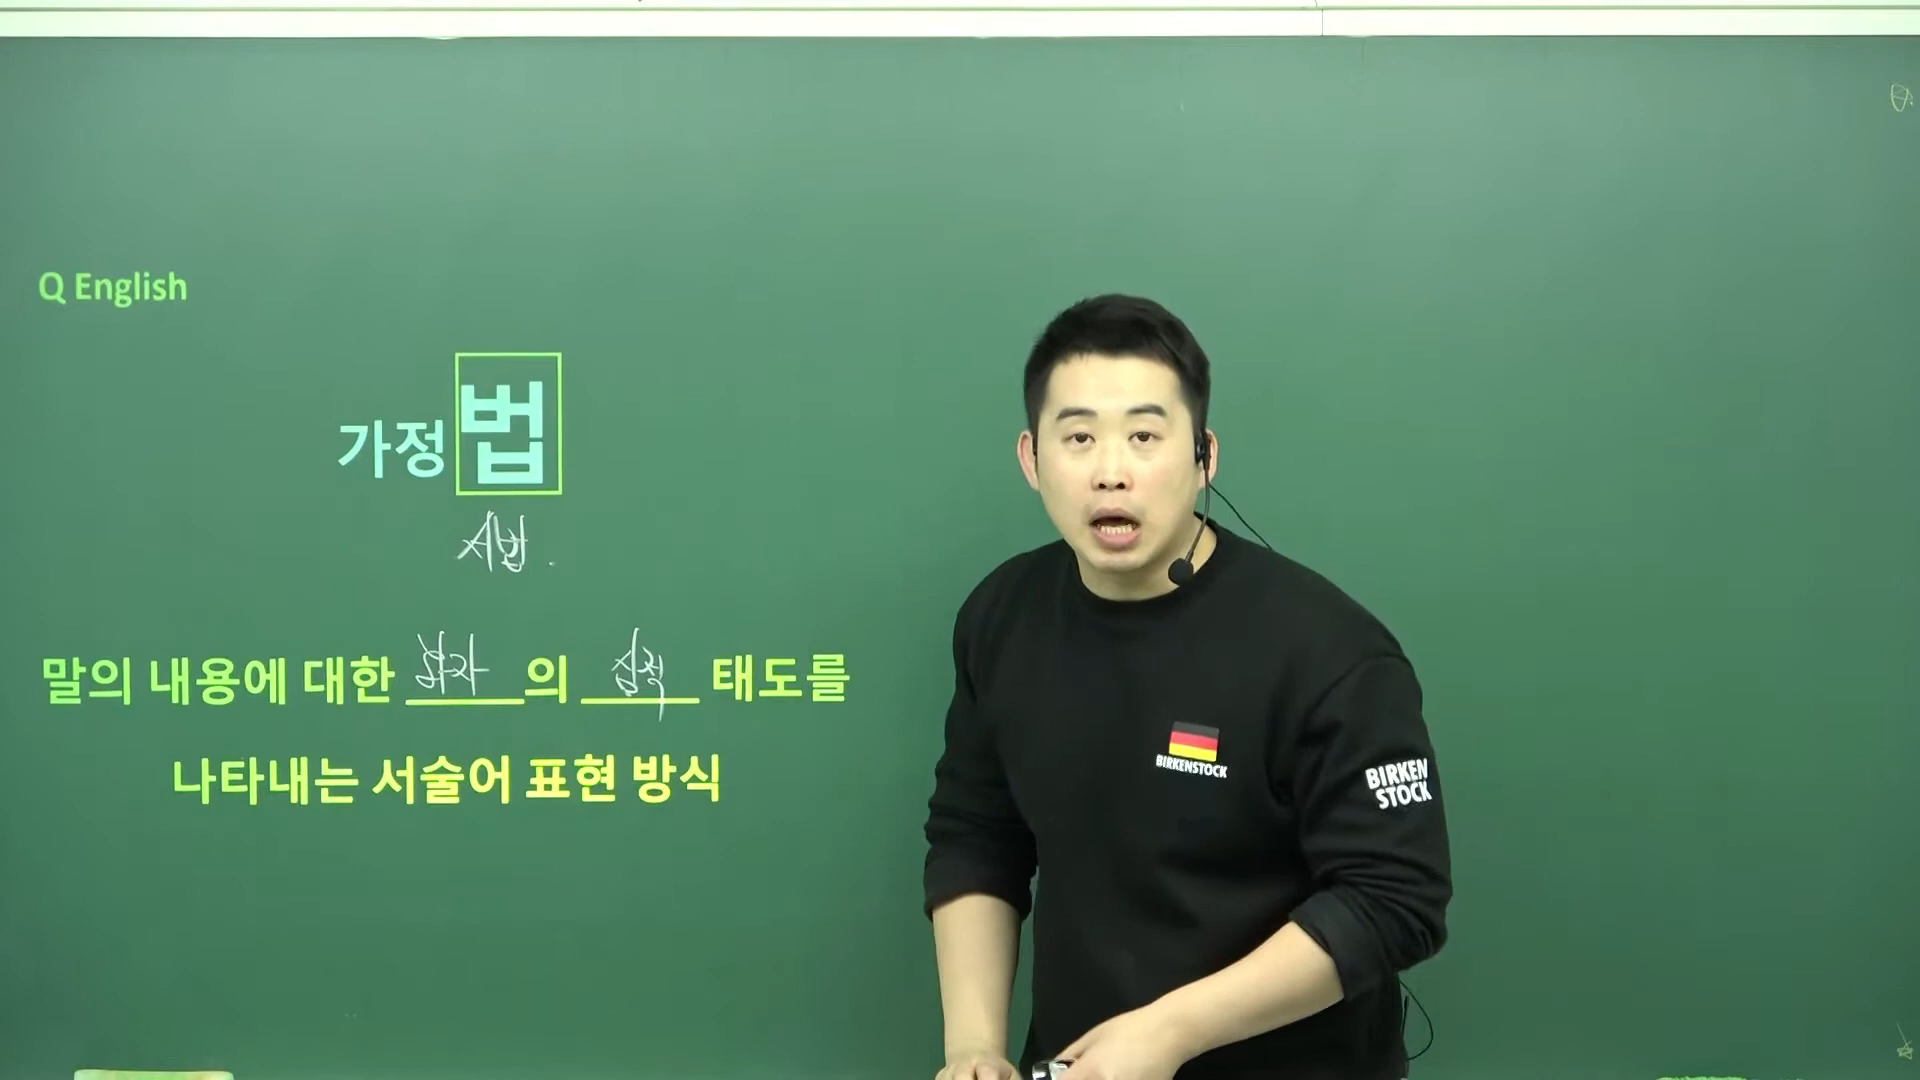 Q English
가정법
서법.
말의 내용에 대한 화자의 심적 태도를
나타내는 서술어 표현 방식
BIRKENSTOCK
BIRKEN
STOCK